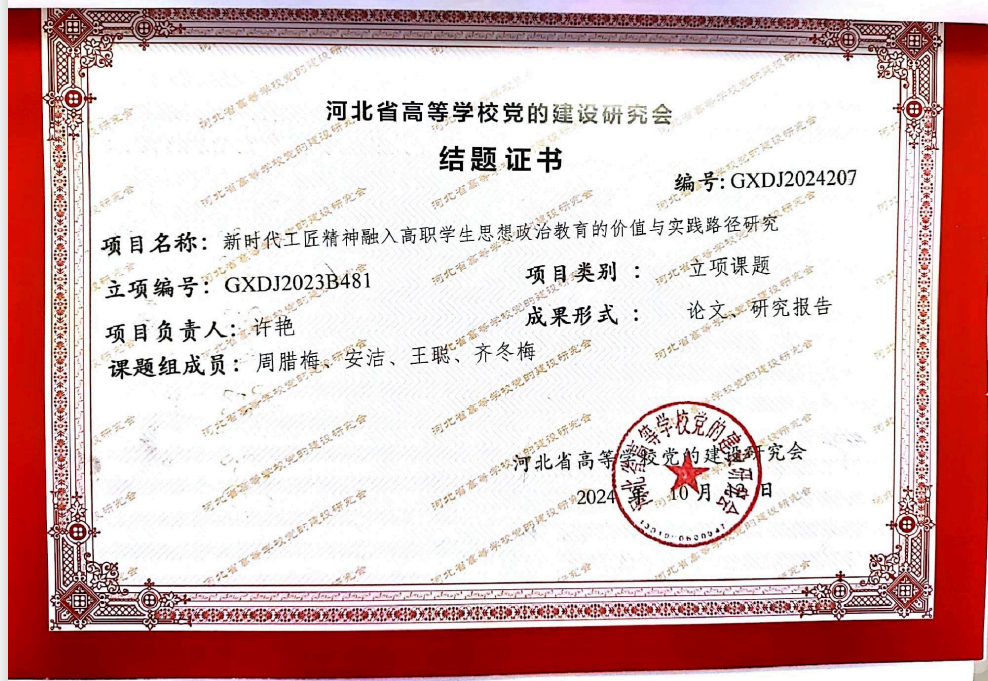 河北省高等学校党的建设研究会
结题证书
编号: GXDJ2024207
项目名称：新时代工匠精神融入高职学生思想政治教育的价值与实践路径研究
立项编号：GXDJ2023B481 项目类别：立项课题
项目负责人：许艳 成果形式：论文、研究报告
课题组成员：周腊梅、安洁、王聪、齐冬梅
河北省高等学校党的建设研究会
2024 年 10 月 日